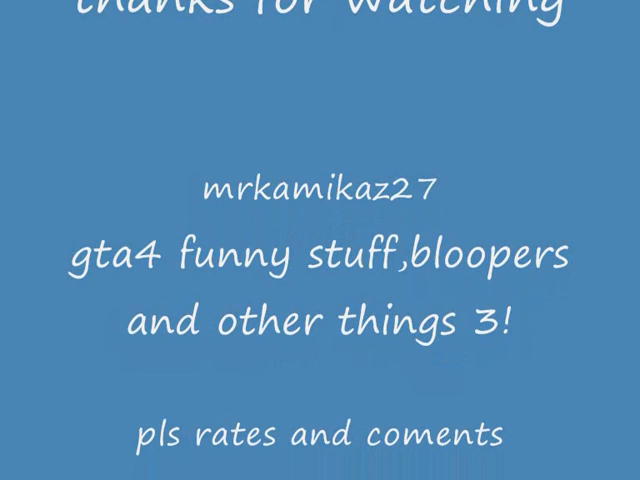 thanks for watching
mrkamikaz27
gta4 funny stuff,bloopers
and other things 3!
pls rates and coments